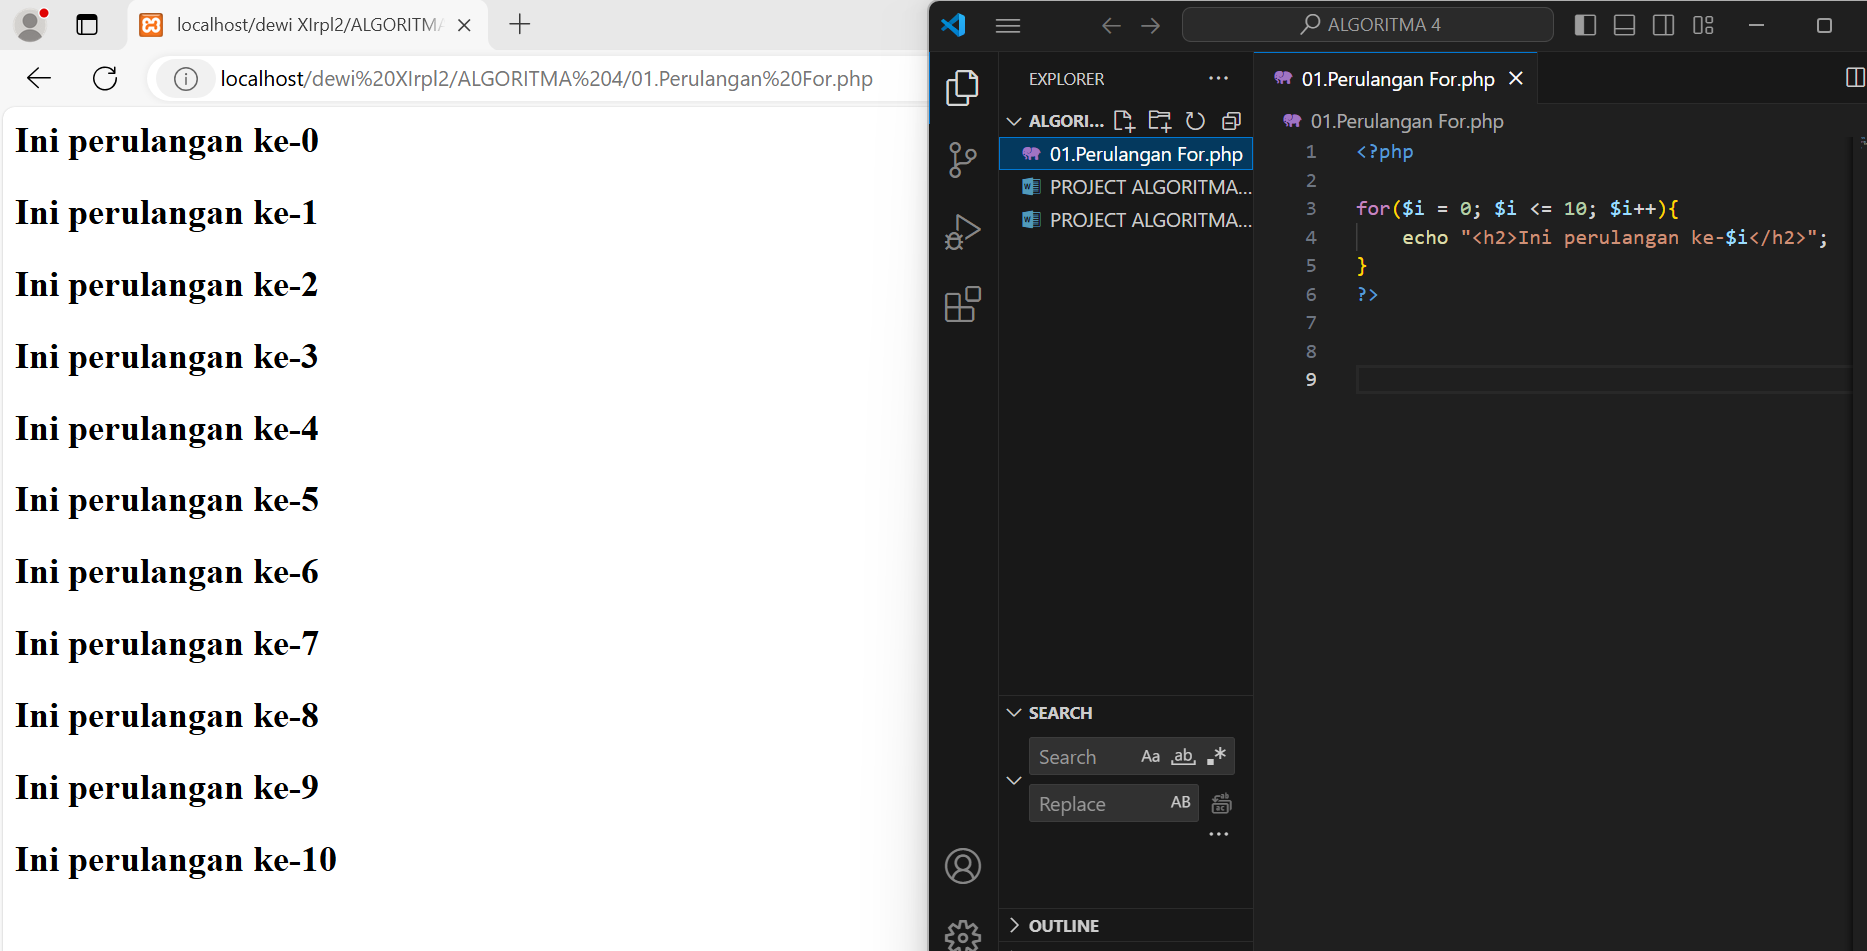 localhost/dewi XIrpl2/ALGORITMA
localhost/dewi%20XIrpl2/ALGORITMA%204/01.Perulangan%20For.php
Ini perulangan ke-0
Ini perulangan ke-1
Ini perulangan ke-2
Ini perulangan ke-3
Ini perulangan ke-4
Ini perulangan ke-5
Ini perulangan ke-6
Ini perulangan ke-7
Ini perulangan ke-8
Ini perulangan ke-9
Ini perulangan ke-10
ALGORITMA 4
EXPLORER
ALGORI...
01.Perulangan For.php
PROJECT ALGORITMA...
PROJECT ALGORITMA...
SEARCH
Search Aa ab .*
Replace AB
OUTLINE
01.Perulangan For.php
01.Perulangan For.php
1 <?php
2
3 for($i = 0; $i <= 10; $i++){
4 echo "<h2>Ini perulangan ke-$i</h2>";
5 }
6 ?>
7
8
9